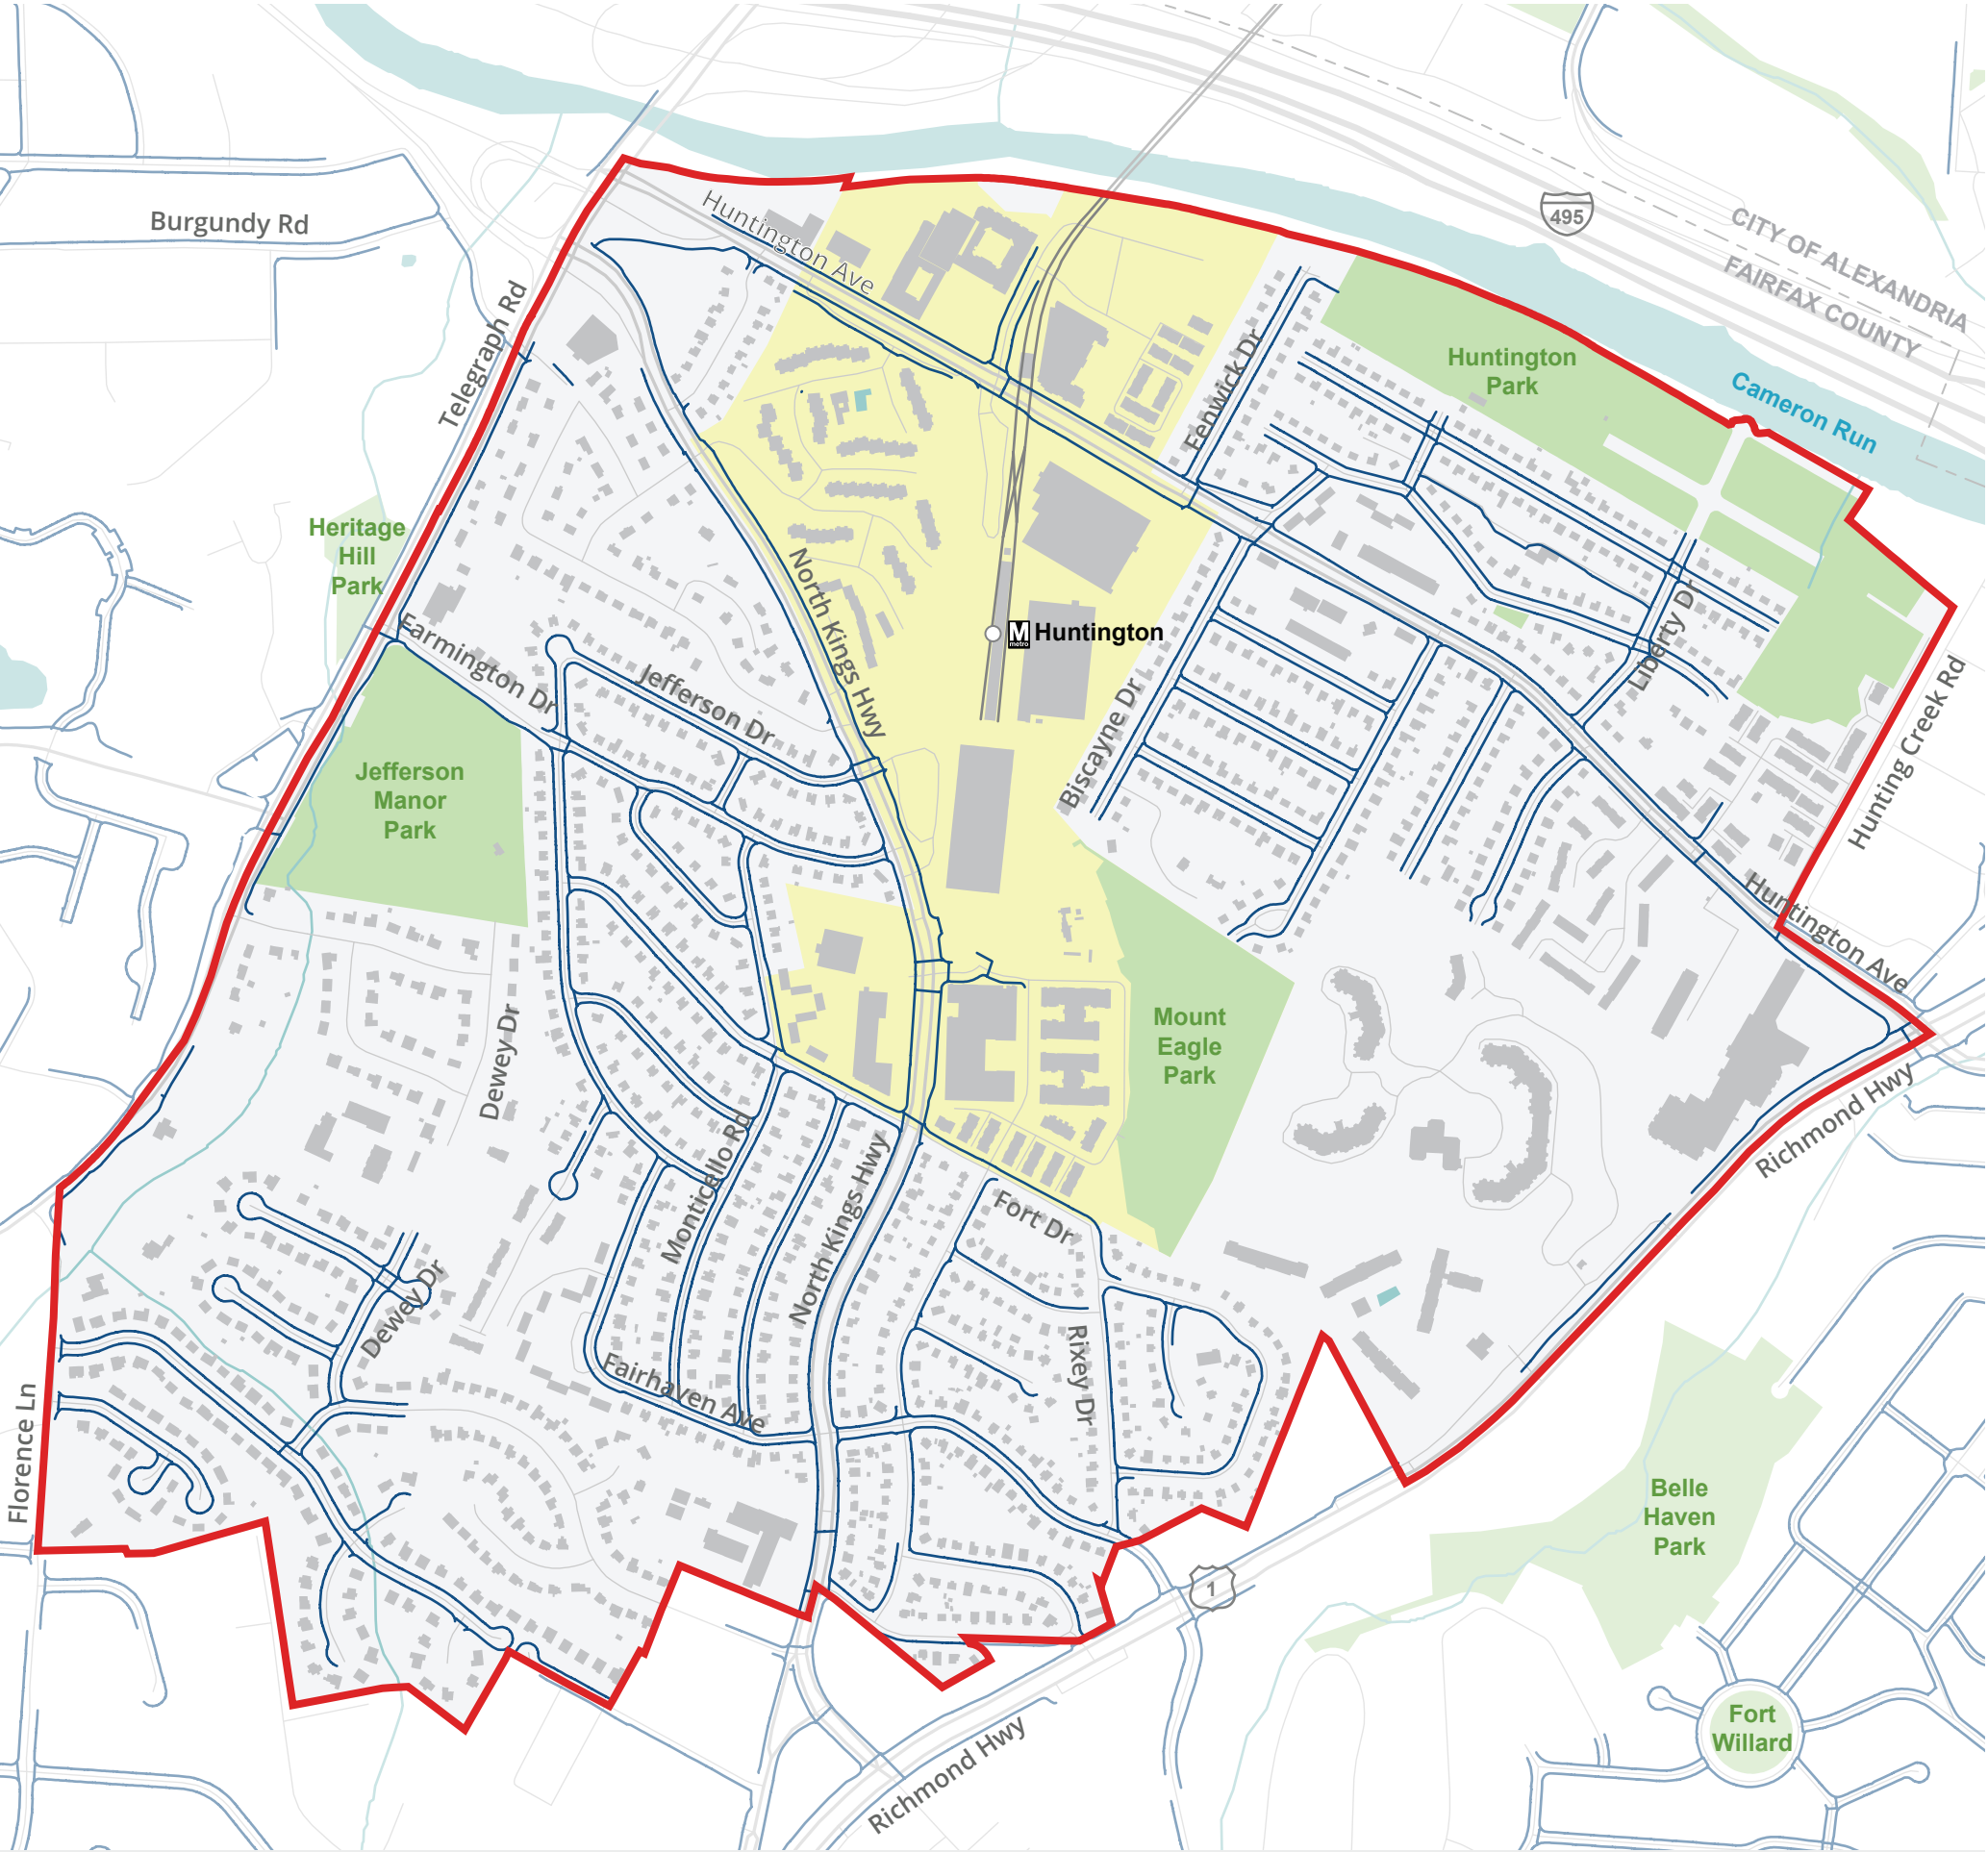 Burgundy Rd
Huntington Ave
495
CITY OF ALEXANDRIA
FAIRFAX COUNTY
Telegraph Rd
Fenwick Dr
Huntington
Park
Cameron Run
Heritage
Hill
Park
North Kings Hwy
Farmington Dr
Jefferson Dr
M
metro
Huntington
Liberty Dr
Biscayne Dr
Hunting Creek Rd
Jefferson
Manor
Park
Huntington Ave
Dewey Dr
Mount
Eagle
Park
Richmond Hwy
Monticello Rd
North Kings Hwy
Fort Dr
Dewey Dr
Rixey Dr
Fairhaven Ave
Florence Ln
Belle
Haven
Park
1
Richmond Hwy
Fort
Willard